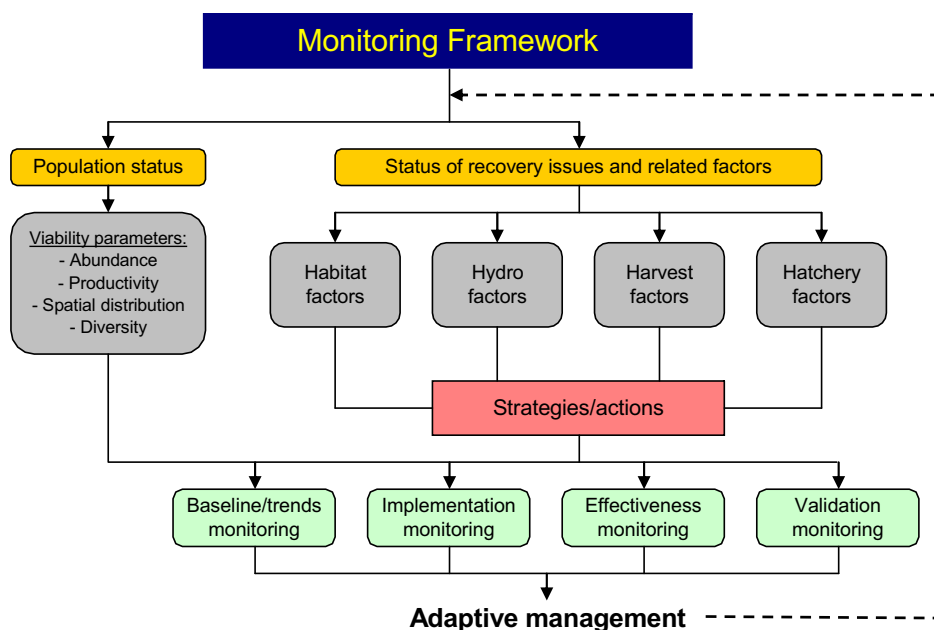 Monitoring Framework
Population status
Status of recovery issues and related factors
Viability parameters:
- Abundance
- Productivity
- Spatial distribution
- Diversity
Habitat
factors
Hydro
factors
Harvest
factors
Hatchery
factors
Strategies/actions
Baseline/trends
monitoring
Implementation
monitoring
Effectiveness
monitoring
Validation
monitoring
Adaptive management